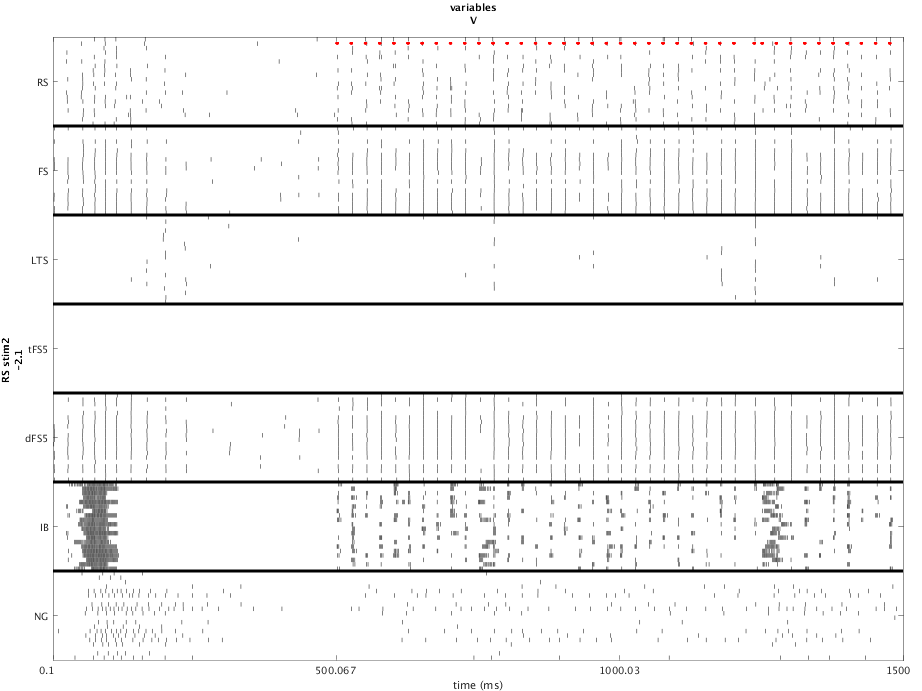 variables
V
RS
FS
LTS
RS stim2
-2.1
tFS5
dFS5
IB
NG
0.1 500.067 1000.03 1500
time (ms)